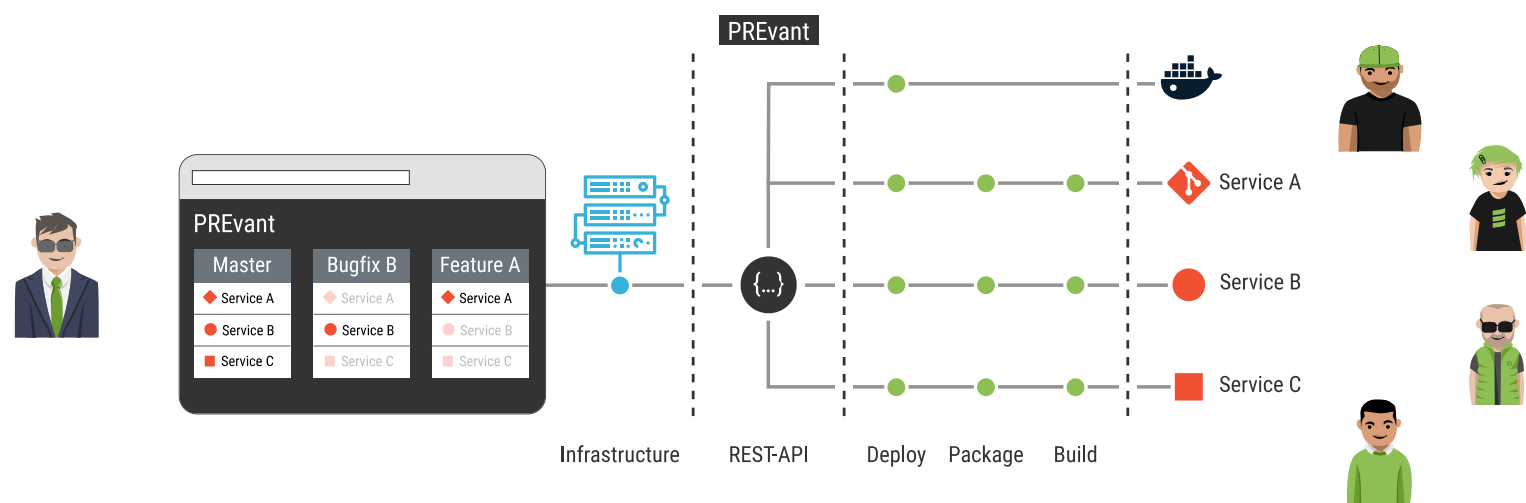 PREvant
PREvant
Master
Bugfix B
Feature A
Service A
Service A
Service A
Service B
Service B
Service B
Service C
Service C
Service C
{...}
Service A
Service B
Service C
Infrastructure
REST-API
Deploy
Package
Build